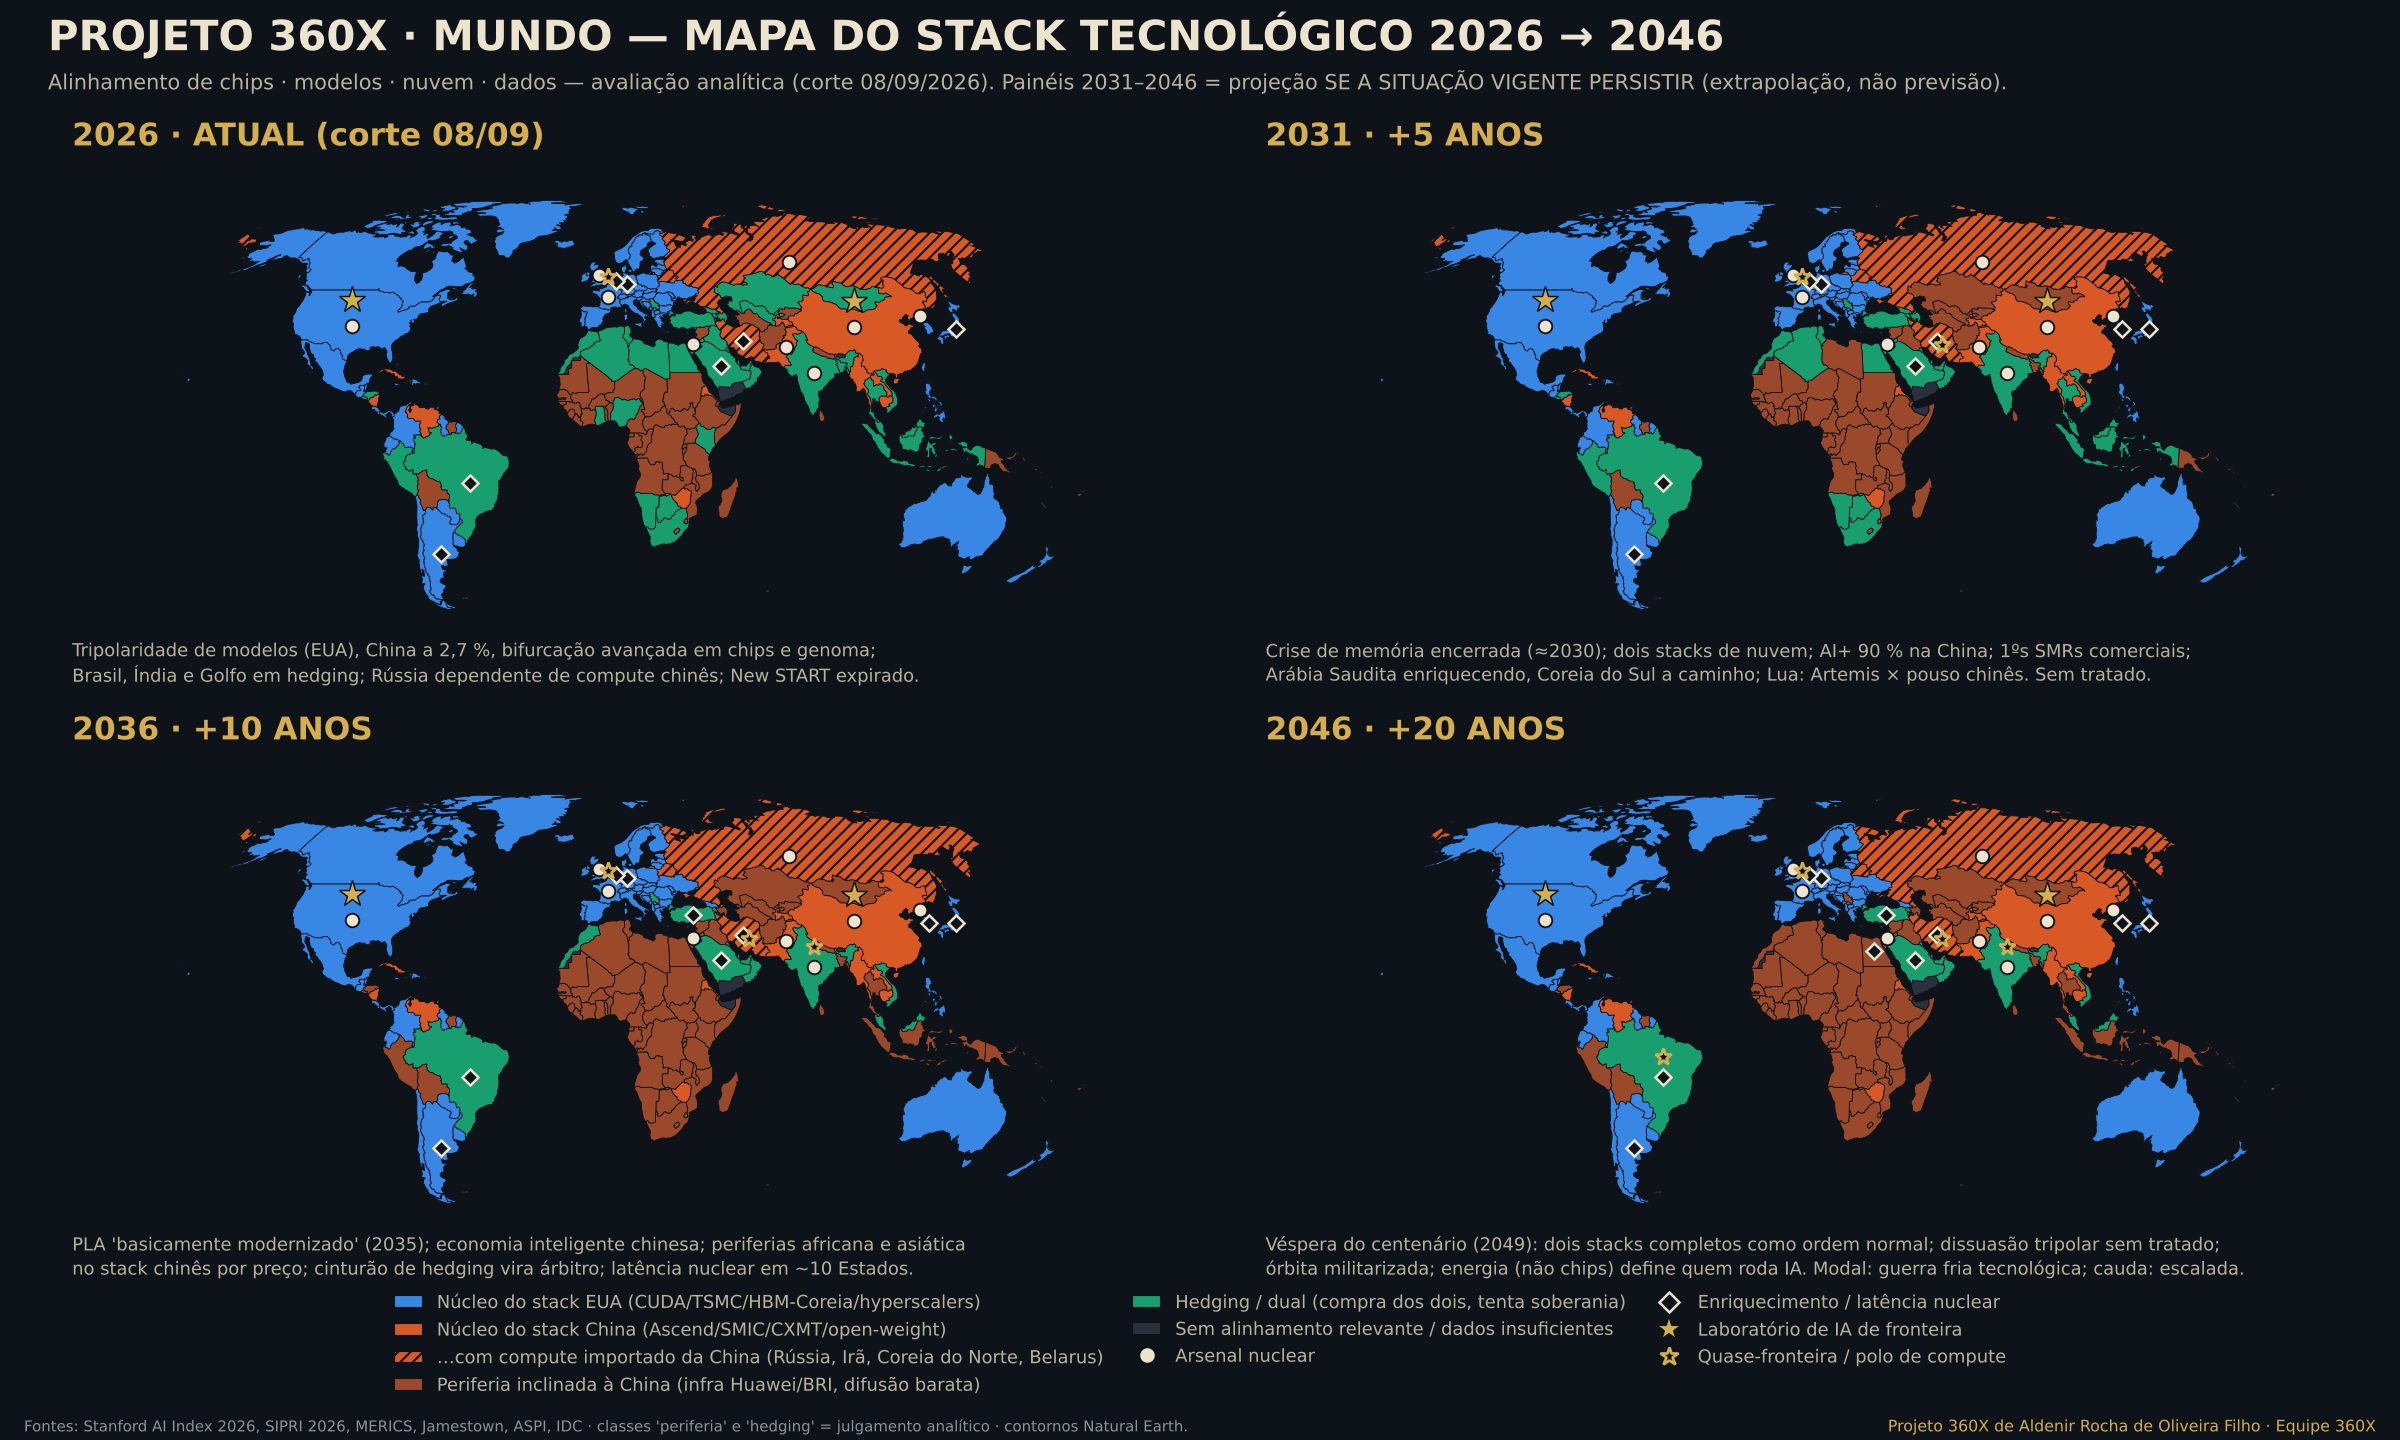 PROJETO 360X · MUNDO — MAPA DO STACK TECNOLÓGICO 2026 → 2046
Alinhamento de chips · modelos · nuvem · dados — avaliação analítica (corte 08/09/2026). Painéis 2031–2046 = projeção SE A SITUAÇÃO VIGENTE PERSISTIR (extrapolação, não previsão).
2026 · ATUAL (corte 08/09)
Tripolaridade de modelos (EUA), China a 2,7 %, bifurcação avançada em chips e genoma;
Brasil, Índia e Golfo em hedging; Rússia dependente de compute chinês; New START expirado.
2031 · +5 ANOS
Crise de memória encerrada (≈2030); dois stacks de nuvem; AI+ 90 % na China; 1ºs SMRs comerciais;
Arábia Saudita enriquecendo, Coreia do Sul a caminho; Lua: Artemis × pouso chinês. Sem tratado.
2036 · +10 ANOS
PLA 'basicamente modernizado' (2035); economia inteligente chinesa; periferias africana e asiática
no stack chinês por preço; cinturão de hedging vira árbitro; latência nuclear em ~10 Estados.
2046 · +20 ANOS
Véspera do centenário (2049): dois stacks completos como ordem normal; dissuasão tripolar sem tratado;
órbita militarizada; energia (não chips) define quem roda IA. Modal: guerra fria tecnológica; cauda: escalada.
Núcleo do stack EUA (CUDA/TSMC/HBM-Coreia/hyperscalers)
Núcleo do stack China (Ascend/SMIC/CXMT/open-weight)
...com compute importado da China (Rússia, Irã, Coreia do Norte, Belarus)
Periferia inclinada à China (infra Huawei/BRI, difusão barata)
Hedging / dual (compra dos dois, tenta soberania)
Sem alinhamento relevante / dados insuficientes
Arsenal nuclear
Enriquecimento / latência nuclear
Laboratório de IA de fronteira
Quase-fronteira / polo de compute
Fontes: Stanford AI Index 2026, SIPRI 2026, MERICS, Jamestown, ASPI, IDC · classes 'periferia' e 'hedging' = julgamento analítico · contornos Natural Earth.
Projeto 360X de Aldenir Rocha de Oliveira Filho · Equipe 360X